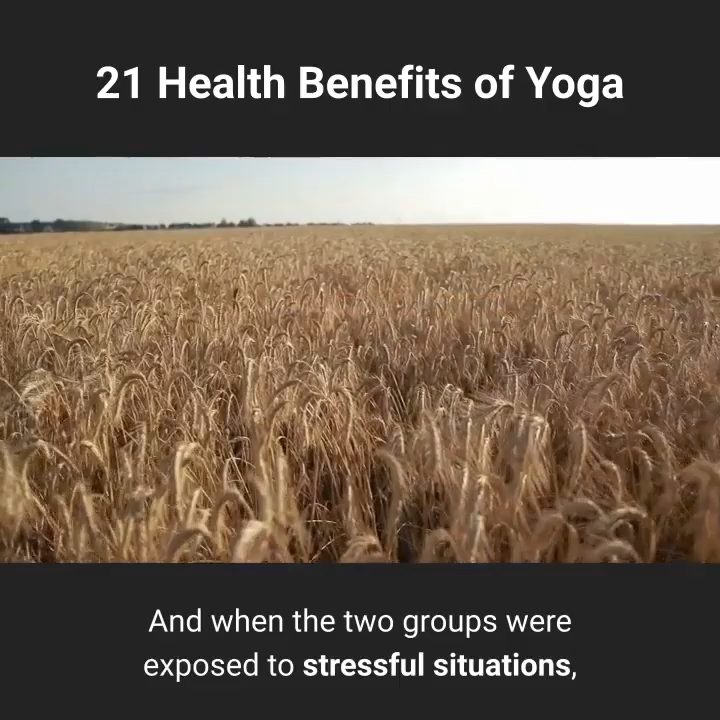 21 Health Benefits of Yoga
And when the two groups were
exposed to stressful situations,